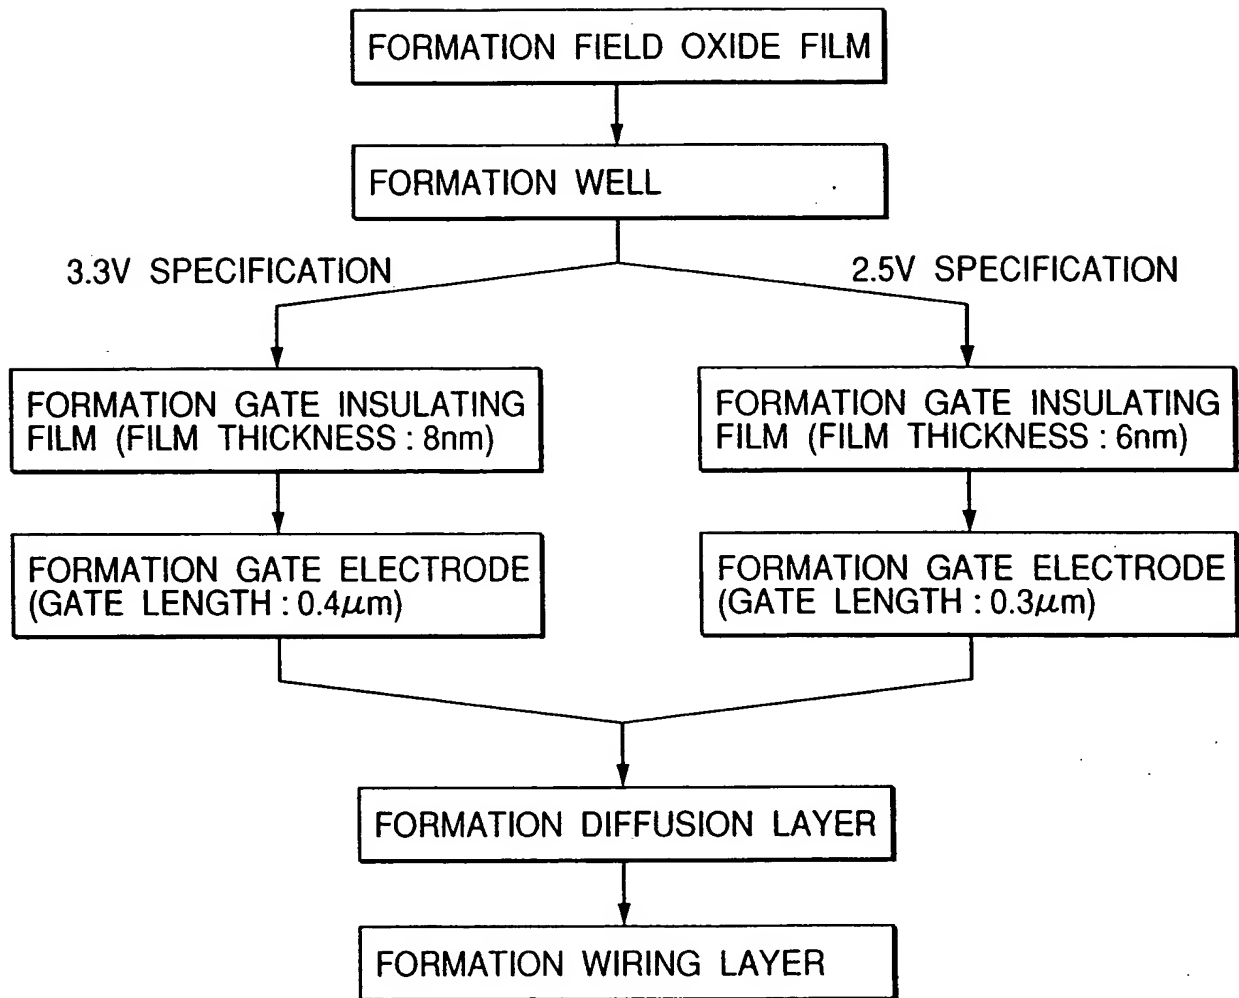 FORMATION FIELD OXIDE FILM
FORMATION WELL
3.3V SPECIFICATION
2.5V SPECIFICATION
FORMATION GATE INSULATING
FILM (FILM THICKNESS : 8nm)
FORMATION GATE INSULATING
FILM (FILM THICKNESS : 6nm)
FORMATION GATE ELECTRODE
(GATE LENGTH : 0.4μm)
FORMATION GATE ELECTRODE
(GATE LENGTH : 0.3μm)
FORMATION DIFFUSION LAYER
FORMATION WIRING LAYER